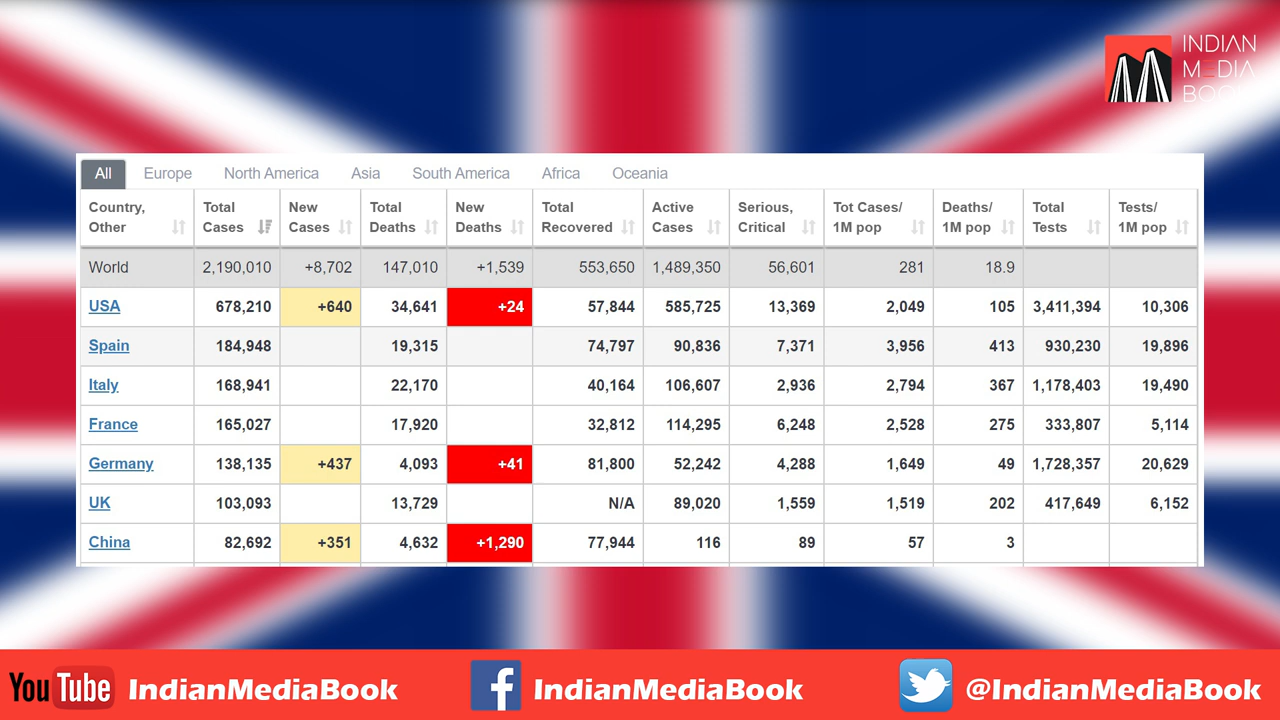 INDIAN
MEDIA
BOOK
All Europe North America Asia South America Africa Oceania
Country, Other Total Cases New Cases Total Deaths New Deaths Total Recovered Active Cases Serious, Critical Tot Cases/ 1M pop Deaths/ 1M pop Total Tests Tests/ 1M pop
World 2,190,010 +8,702 147,010 +1,539 553,650 1,489,350 56,601 281 18.9
USA 678,210 +640 34,641 +24 57,844 585,725 13,369 2,049 105 3,411,394 10,306
Spain 184,948 19,315 74,797 90,836 7,371 3,956 413 930,230 19,896
Italy 168,941 22,170 40,164 106,607 2,936 2,794 367 1,178,403 19,490
France 165,027 17,920 32,812 114,295 6,248 2,528 275 333,807 5,114
Germany 138,135 +437 4,093 +41 81,800 52,242 4,288 1,649 49 1,728,357 20,629
UK 103,093 13,729 N/A 89,020 1,559 1,519 202 417,649 6,152
China 82,692 +351 4,632 +1,290 77,944 116 89 57 3
YouTube IndianMediaBook f IndianMediaBook @IndianMediaBook